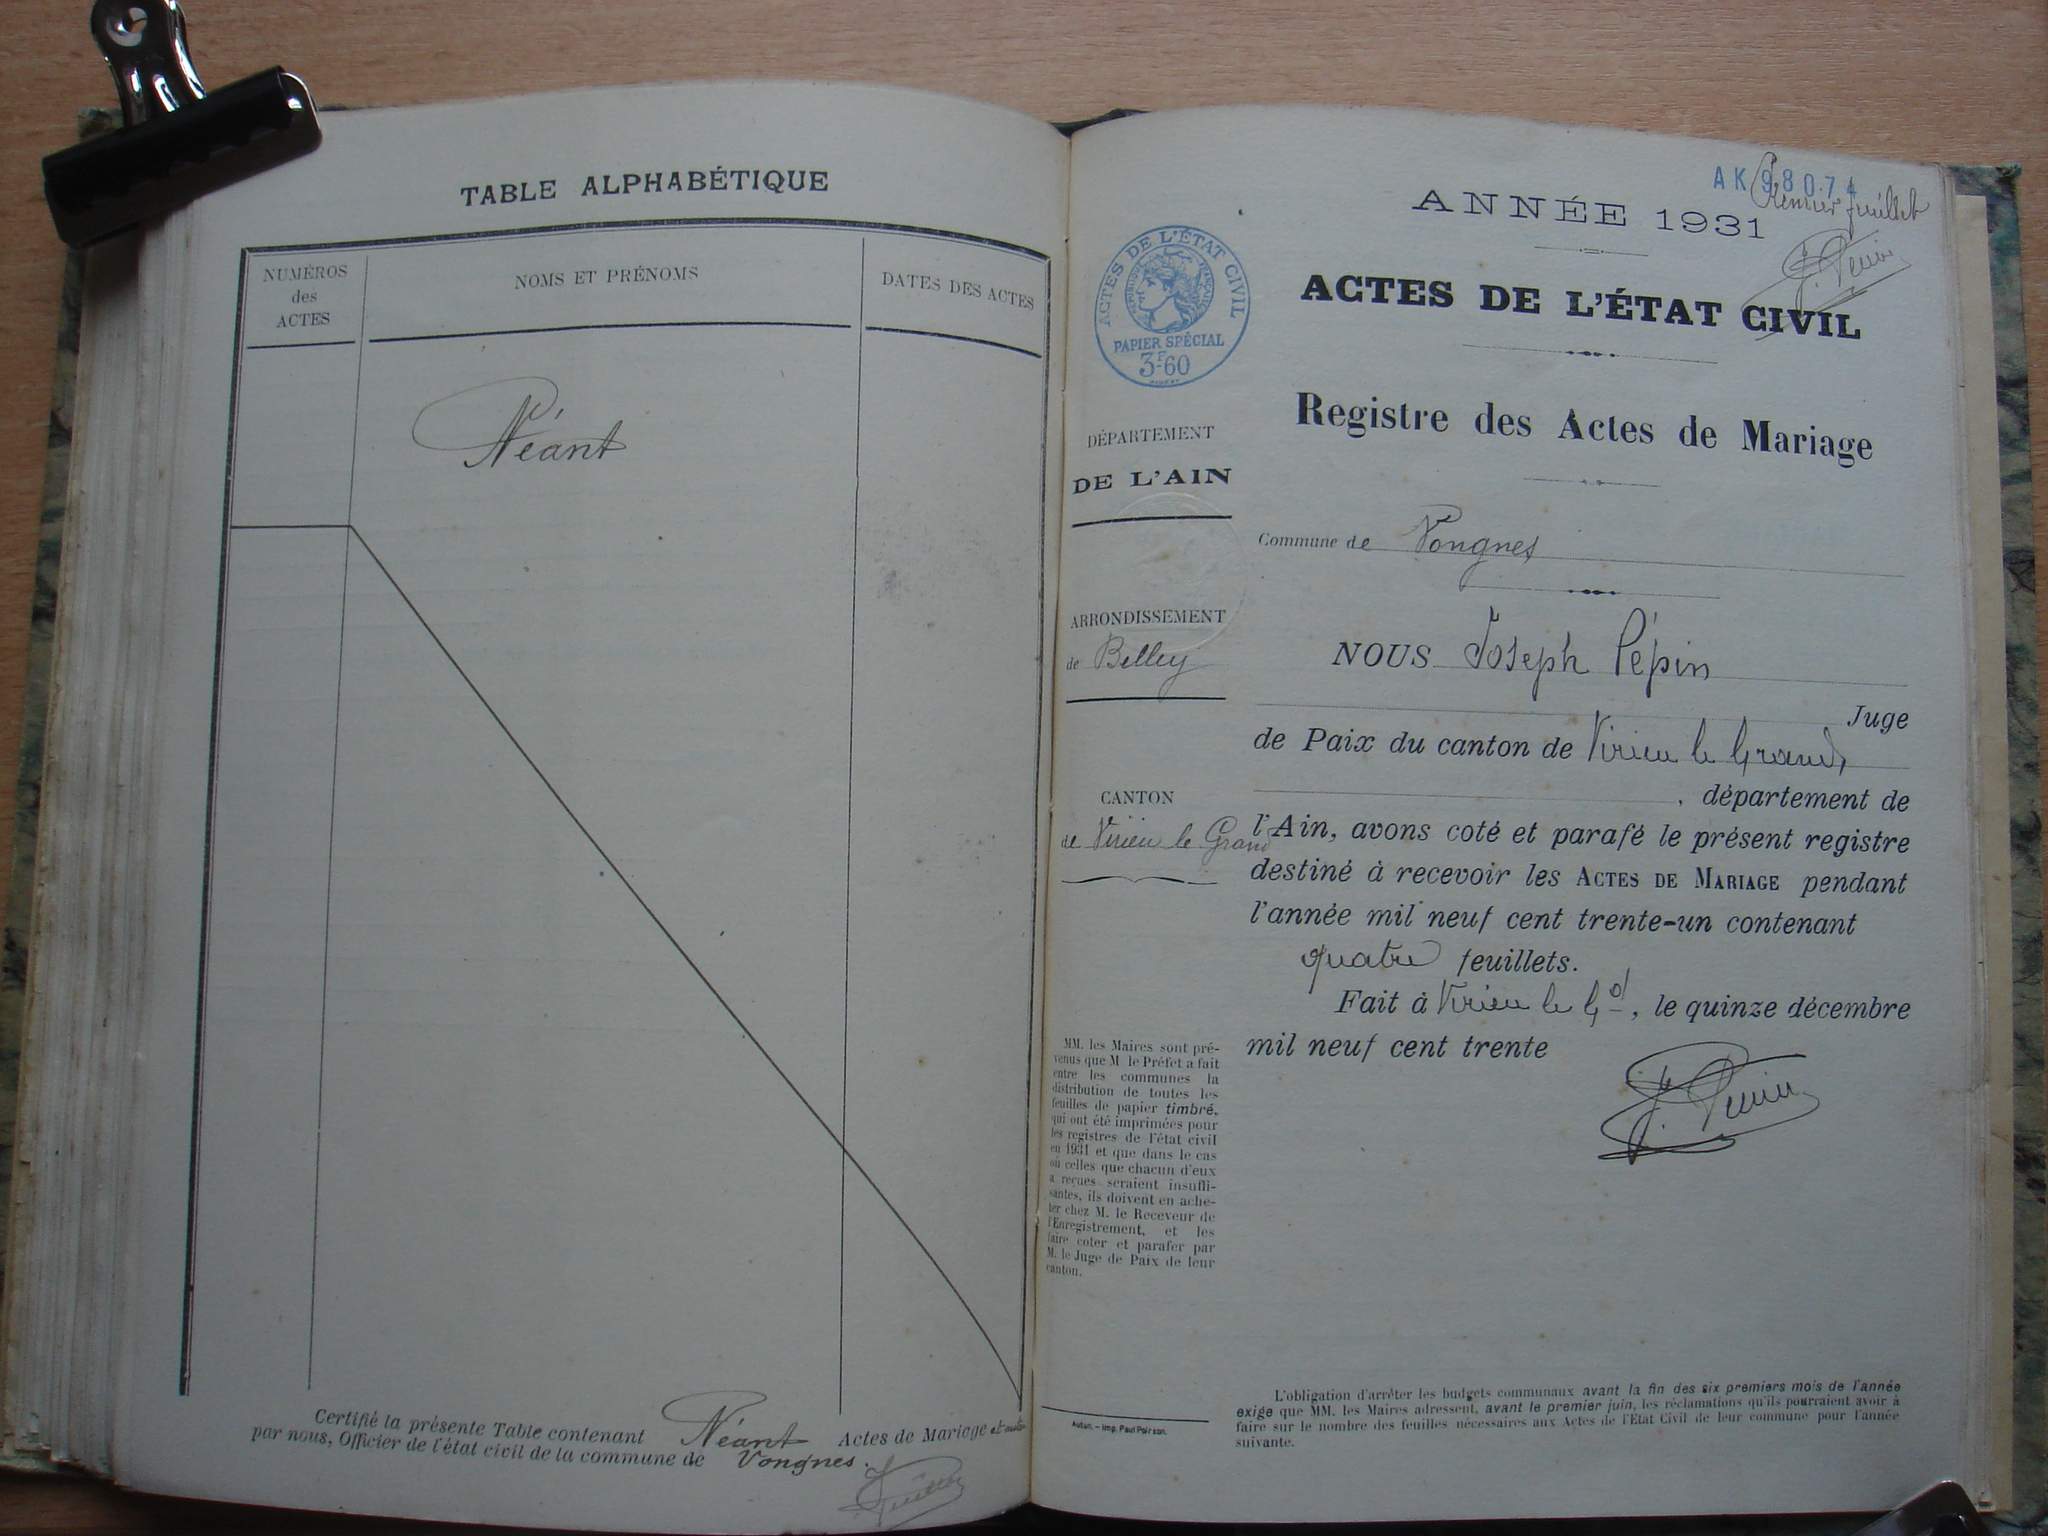 TABLE ALPHABÉTIQUE
NUMÉROS
des
ACTES
NOMS ET PRÉNOMS
DATES DES ACTES
Néant
Certifié la présente Table contenant Néant Actes de Mariage
par nous, Officier de l'état civil de la commune de Vongnes.
AK 98074
Premier feuillet
ANNÉE 1931
J. Pépin
ACTES DE L'ÉTAT CIVIL
Registre des Actes de Mariage
ACTES DE L'ÉTAT CIVIL
RÉPUBLIQUE FRANÇAISE
PAPIER SPÉCIAL
3F-60
DÉPARTEMENT
DE L'AIN
ARRONDISSEMENT
de Belley
CANTON
de Virieu le Grand
MM. les Maires sont pré-
venus que M le Préfet a fait
entre les communes la
distribution de toutes les
feuilles de papier timbré,
qui ont été imprimées pour
les registres de l'état civil
en 1931 et que dans le cas
où celles que chacun d'eux
a reçues seraient insuffi-
santes, ils doivent en ache-
ter chez M. le Receveur de
l'Enregistrement, et les
faire coter et parafer par
M. le Juge de Paix de leur
canton.
Autun. – Imp. Paul Poirson.
Commune de Vongnes
NOUS Joseph Pépin
Juge
de Paix du canton de Virieu le Grand,
, département de
l'Ain, avons coté et parafé le présent registre
destiné à recevoir les ACTES DE MARIAGE pendant
l'année mil neuf cent trente-un contenant
quatre feuillets.
Fait à Virieu le Gd, le quinze décembre
mil neuf cent trente
J. Pépin
L'obligation d'arrêter les budgets communaux avant la fin des six premiers mois de l'année
exige que MM. les Maires adressent, avant le premier juin, les réclamations qu'ils pourraient avoir à
faire sur le nombre des feuilles nécessaires aux Actes de l'Etat Civil de leur commune pour l'année
suivante.